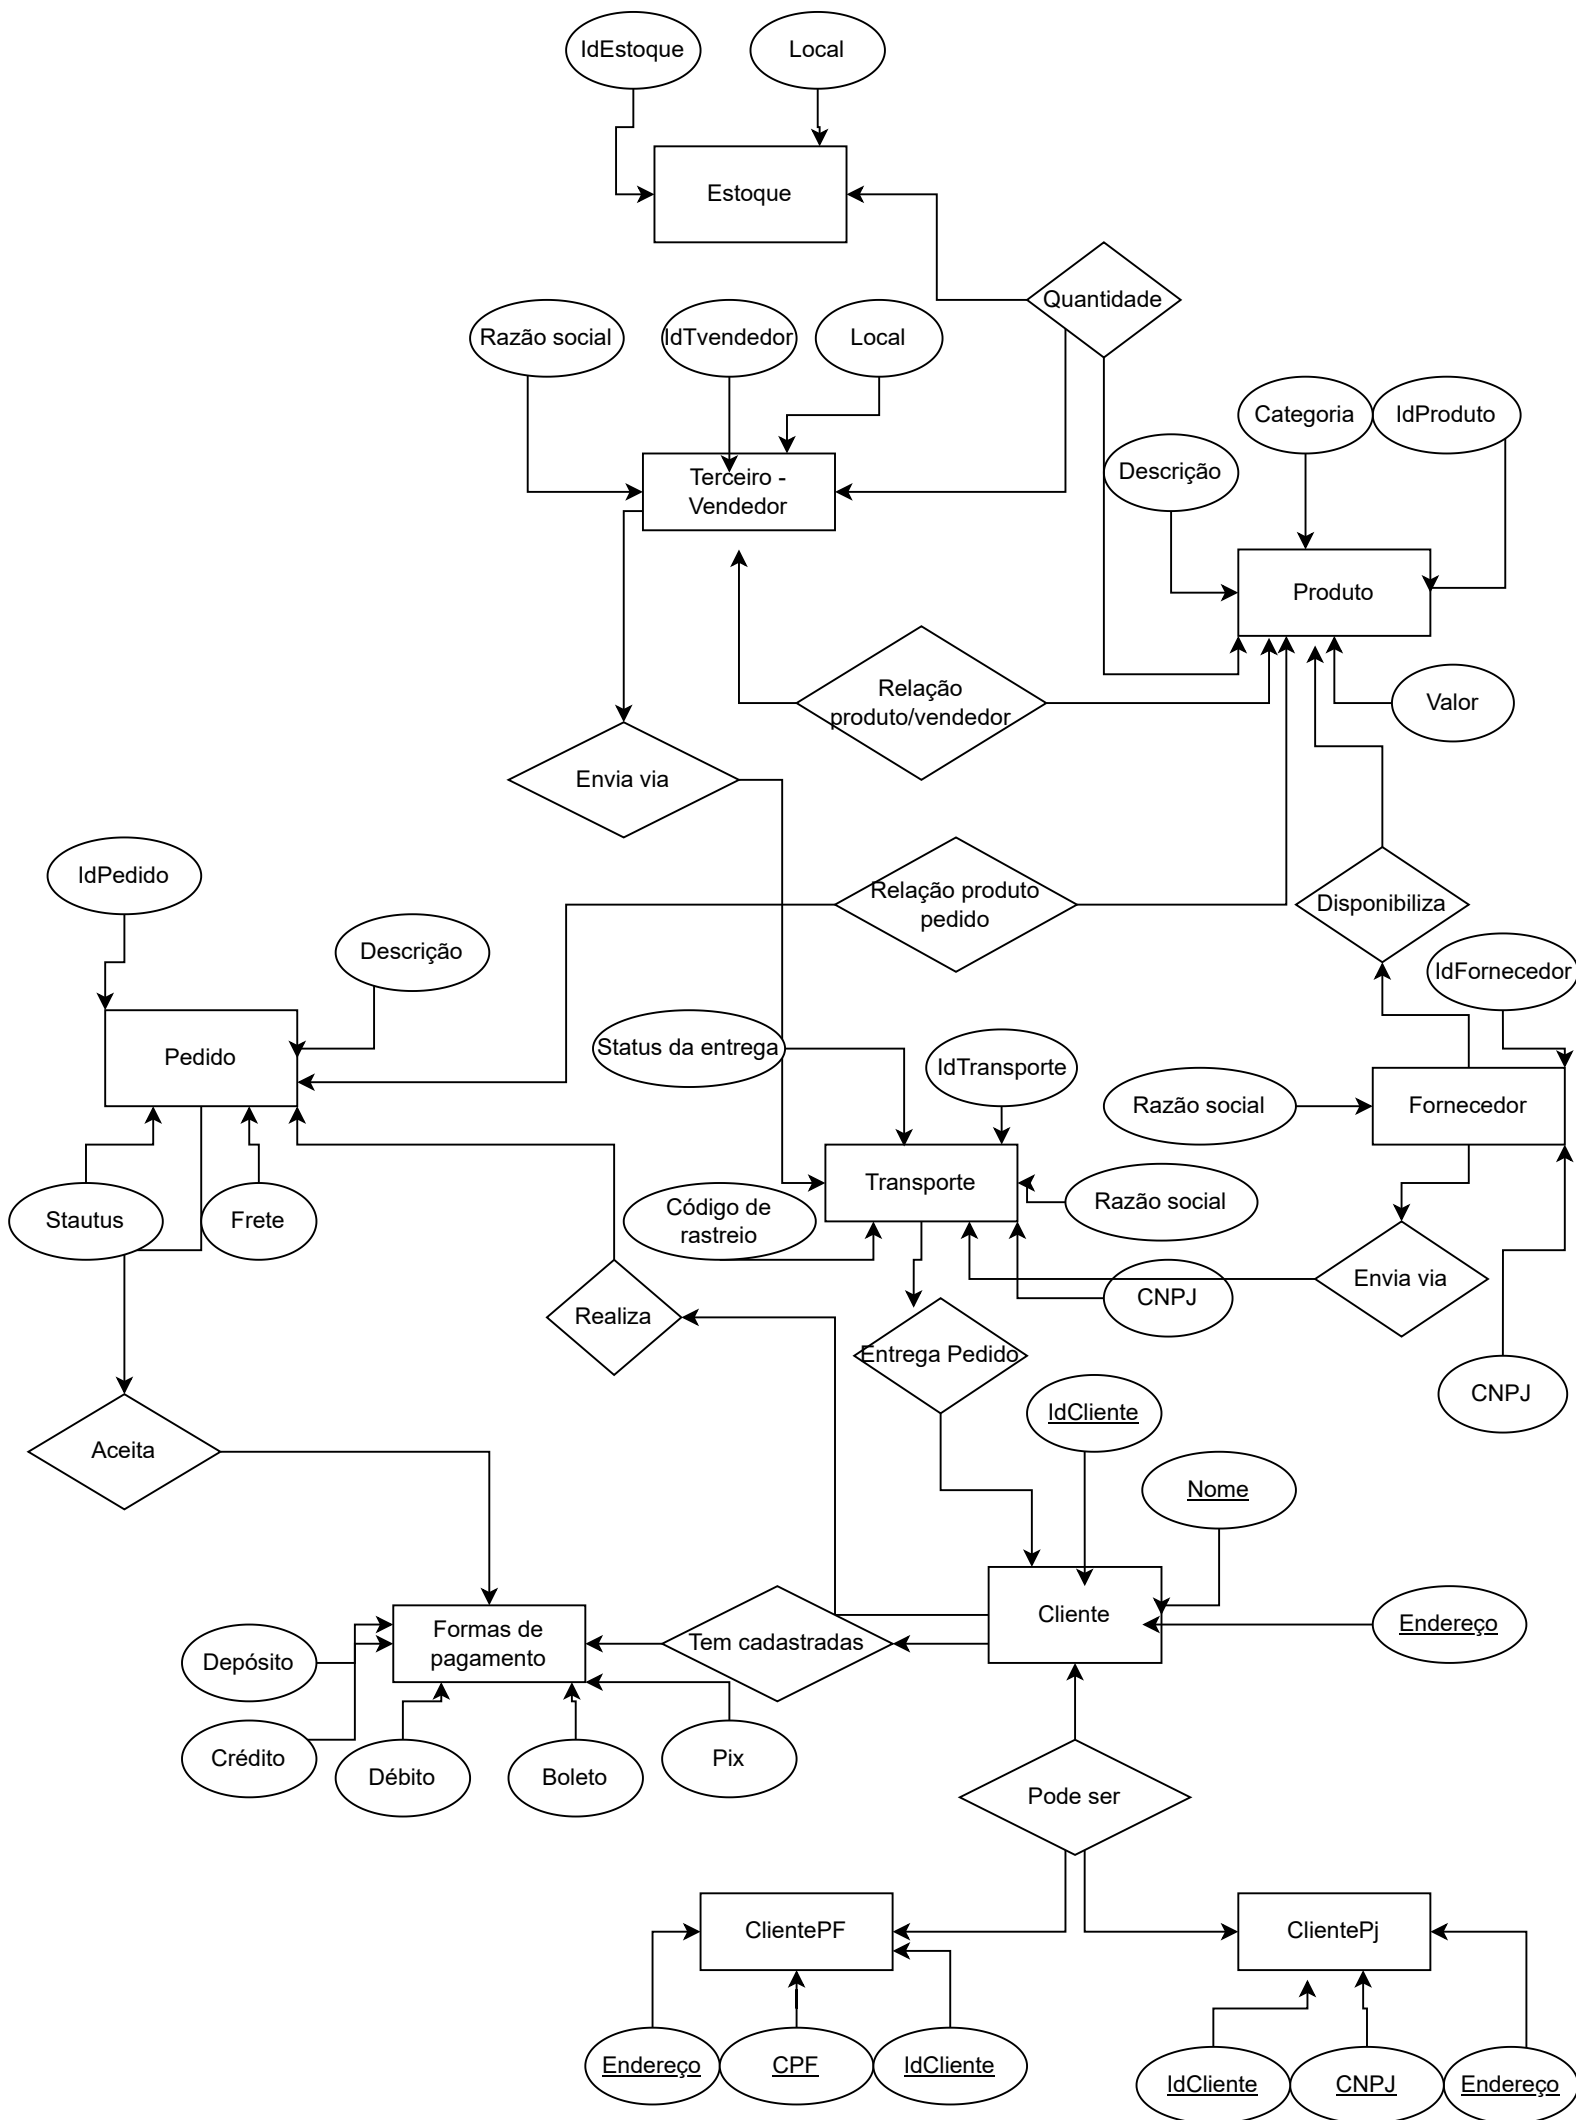 IdEstoque
Local
Estoque
Quantidade
Razão social
IdTvendedor
Local
Categoria
IdProduto
Descrição
Terceiro -
Vendedor
Produto
Relação
produto/vendedor
Valor
Envia via
IdPedido
Relação produto
pedido
Disponibiliza
Descrição
IdFornecedor
Pedido
Status da entrega
IdTransporte
Razão social
Fornecedor
Transporte
Razão social
Stautus
Frete
Código de
rastreio
Envia via
CNPJ
Realiza
Entrega Pedido
CNPJ
IdCliente
Aceita
Nome
Cliente
Endereço
Formas de
pagamento
Tem cadastradas
Depósito
Crédito
Débito
Boleto
Pix
Pode ser
ClientePF
ClientePj
Endereço
CPF
IdCliente
IdCliente
CNPJ
Endereço